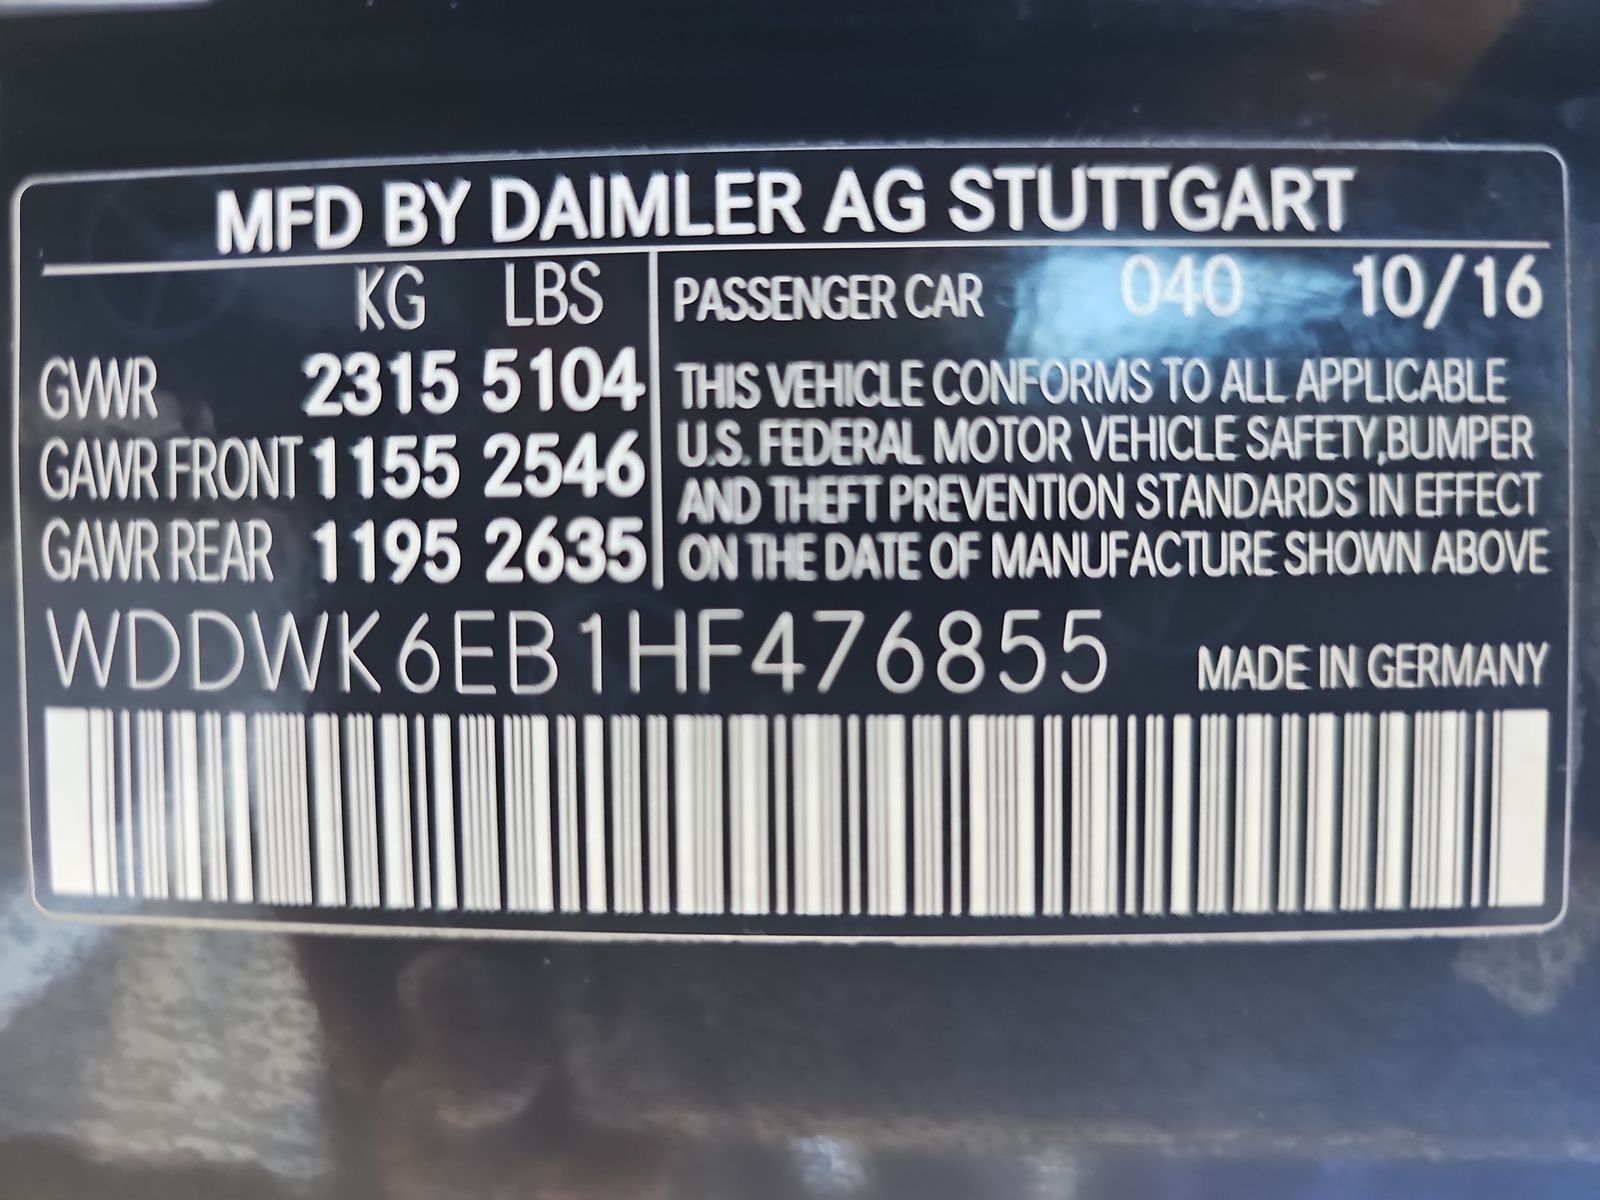 MFD BY DAIMLER AG STUTTGART
KG LBS
GVWR 2315 5104
GAWR FRONT 1155 2546
GAWR REAR 1195 2635
PASSENGER CAR 040 10/16
THIS VEHICLE CONFORMS TO ALL APPLICABLE
U.S. FEDERAL MOTOR VEHICLE SAFETY,BUMPER
AND THEFT PREVENTION STANDARDS IN EFFECT
ON THE DATE OF MANUFACTURE SHOWN ABOVE
WDDWK6EB1HF476855
MADE IN GERMANY